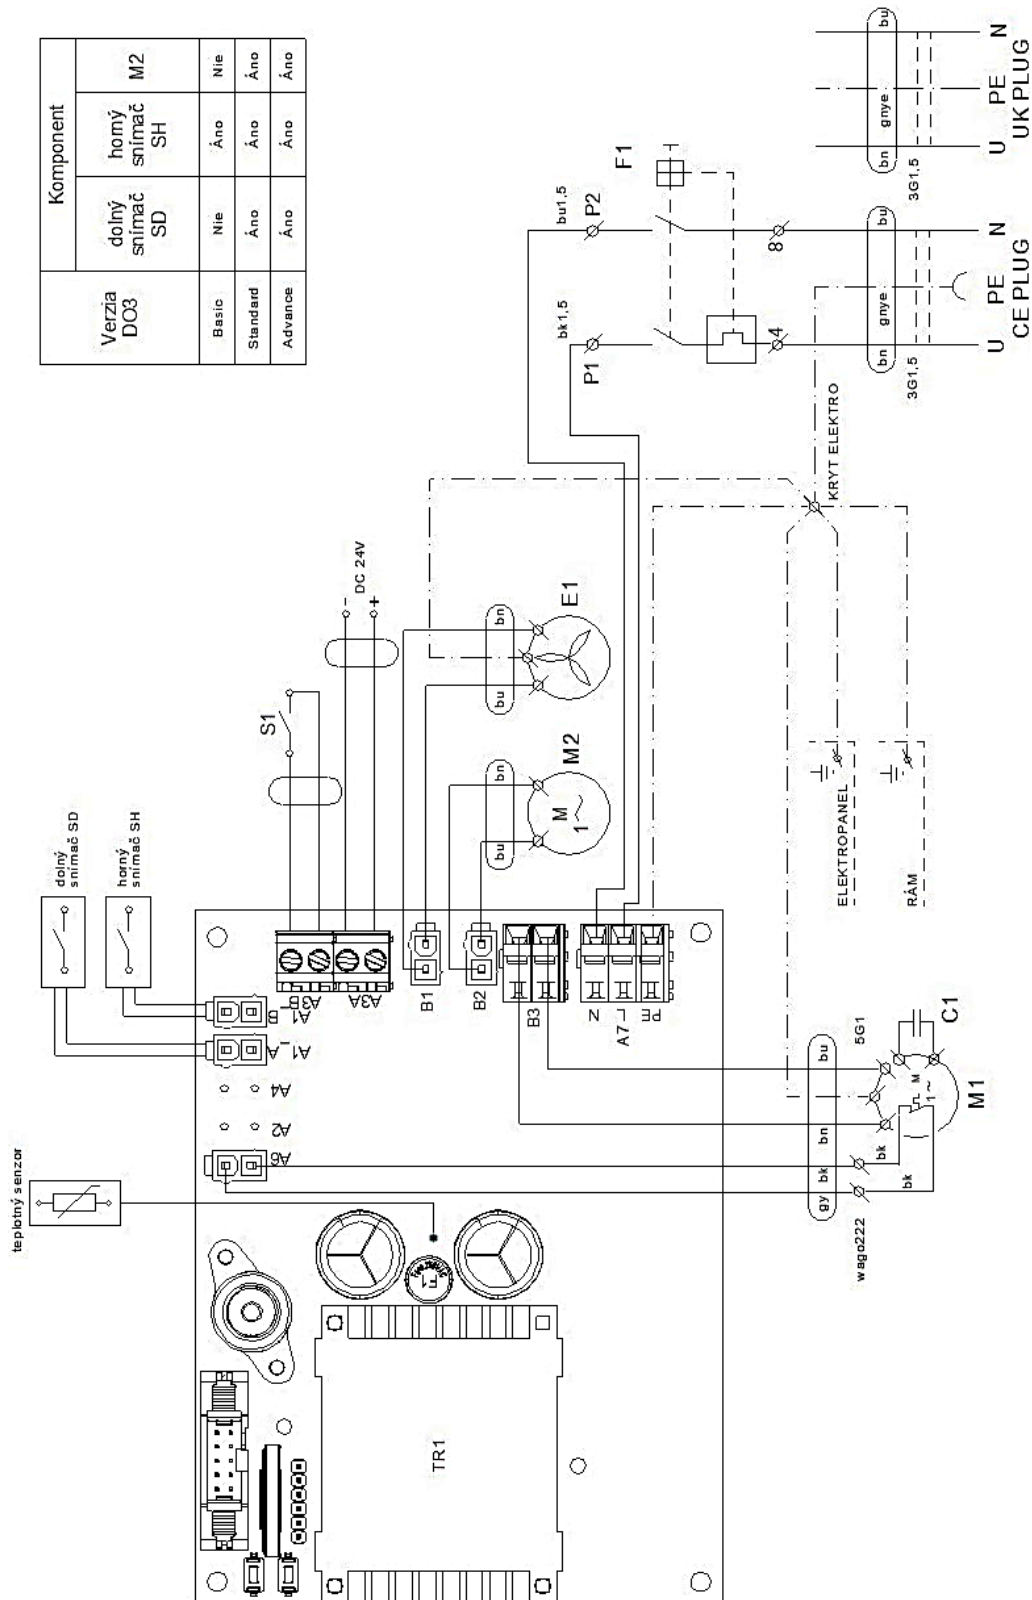 Verzia
DO3
Komponent
dolný
snímač
SD
horný
snímač
SH
M2
Basic
Nie
Áno
Nie
Standard
Áno
Áno
Áno
Advance
Áno
Áno
Áno
teplotný senzor
dolný
snímač SD
horný
snímač SH
S1
DC 24V
-
+
A6
A2
A4
A1_A
A1_B
A3B
A3A
B1
B2
B3
A7
N
L
PE
TR1
bu
bn
M2
M
1~
bu
bn
E1
bk1,5
P1
bu1,5
P2
F1
4
8
bn
gnye
bu
3G1,5
U
PE
N
CE PLUG
bn
gnye
bu
3G1,5
U
PE
N
UK PLUG
KRYT ELEKTRO
ELEKTROPANEL
RÁM
gy
bk
bn
bu
5G1
wago222
bk
bk
M
1~
M1
C1